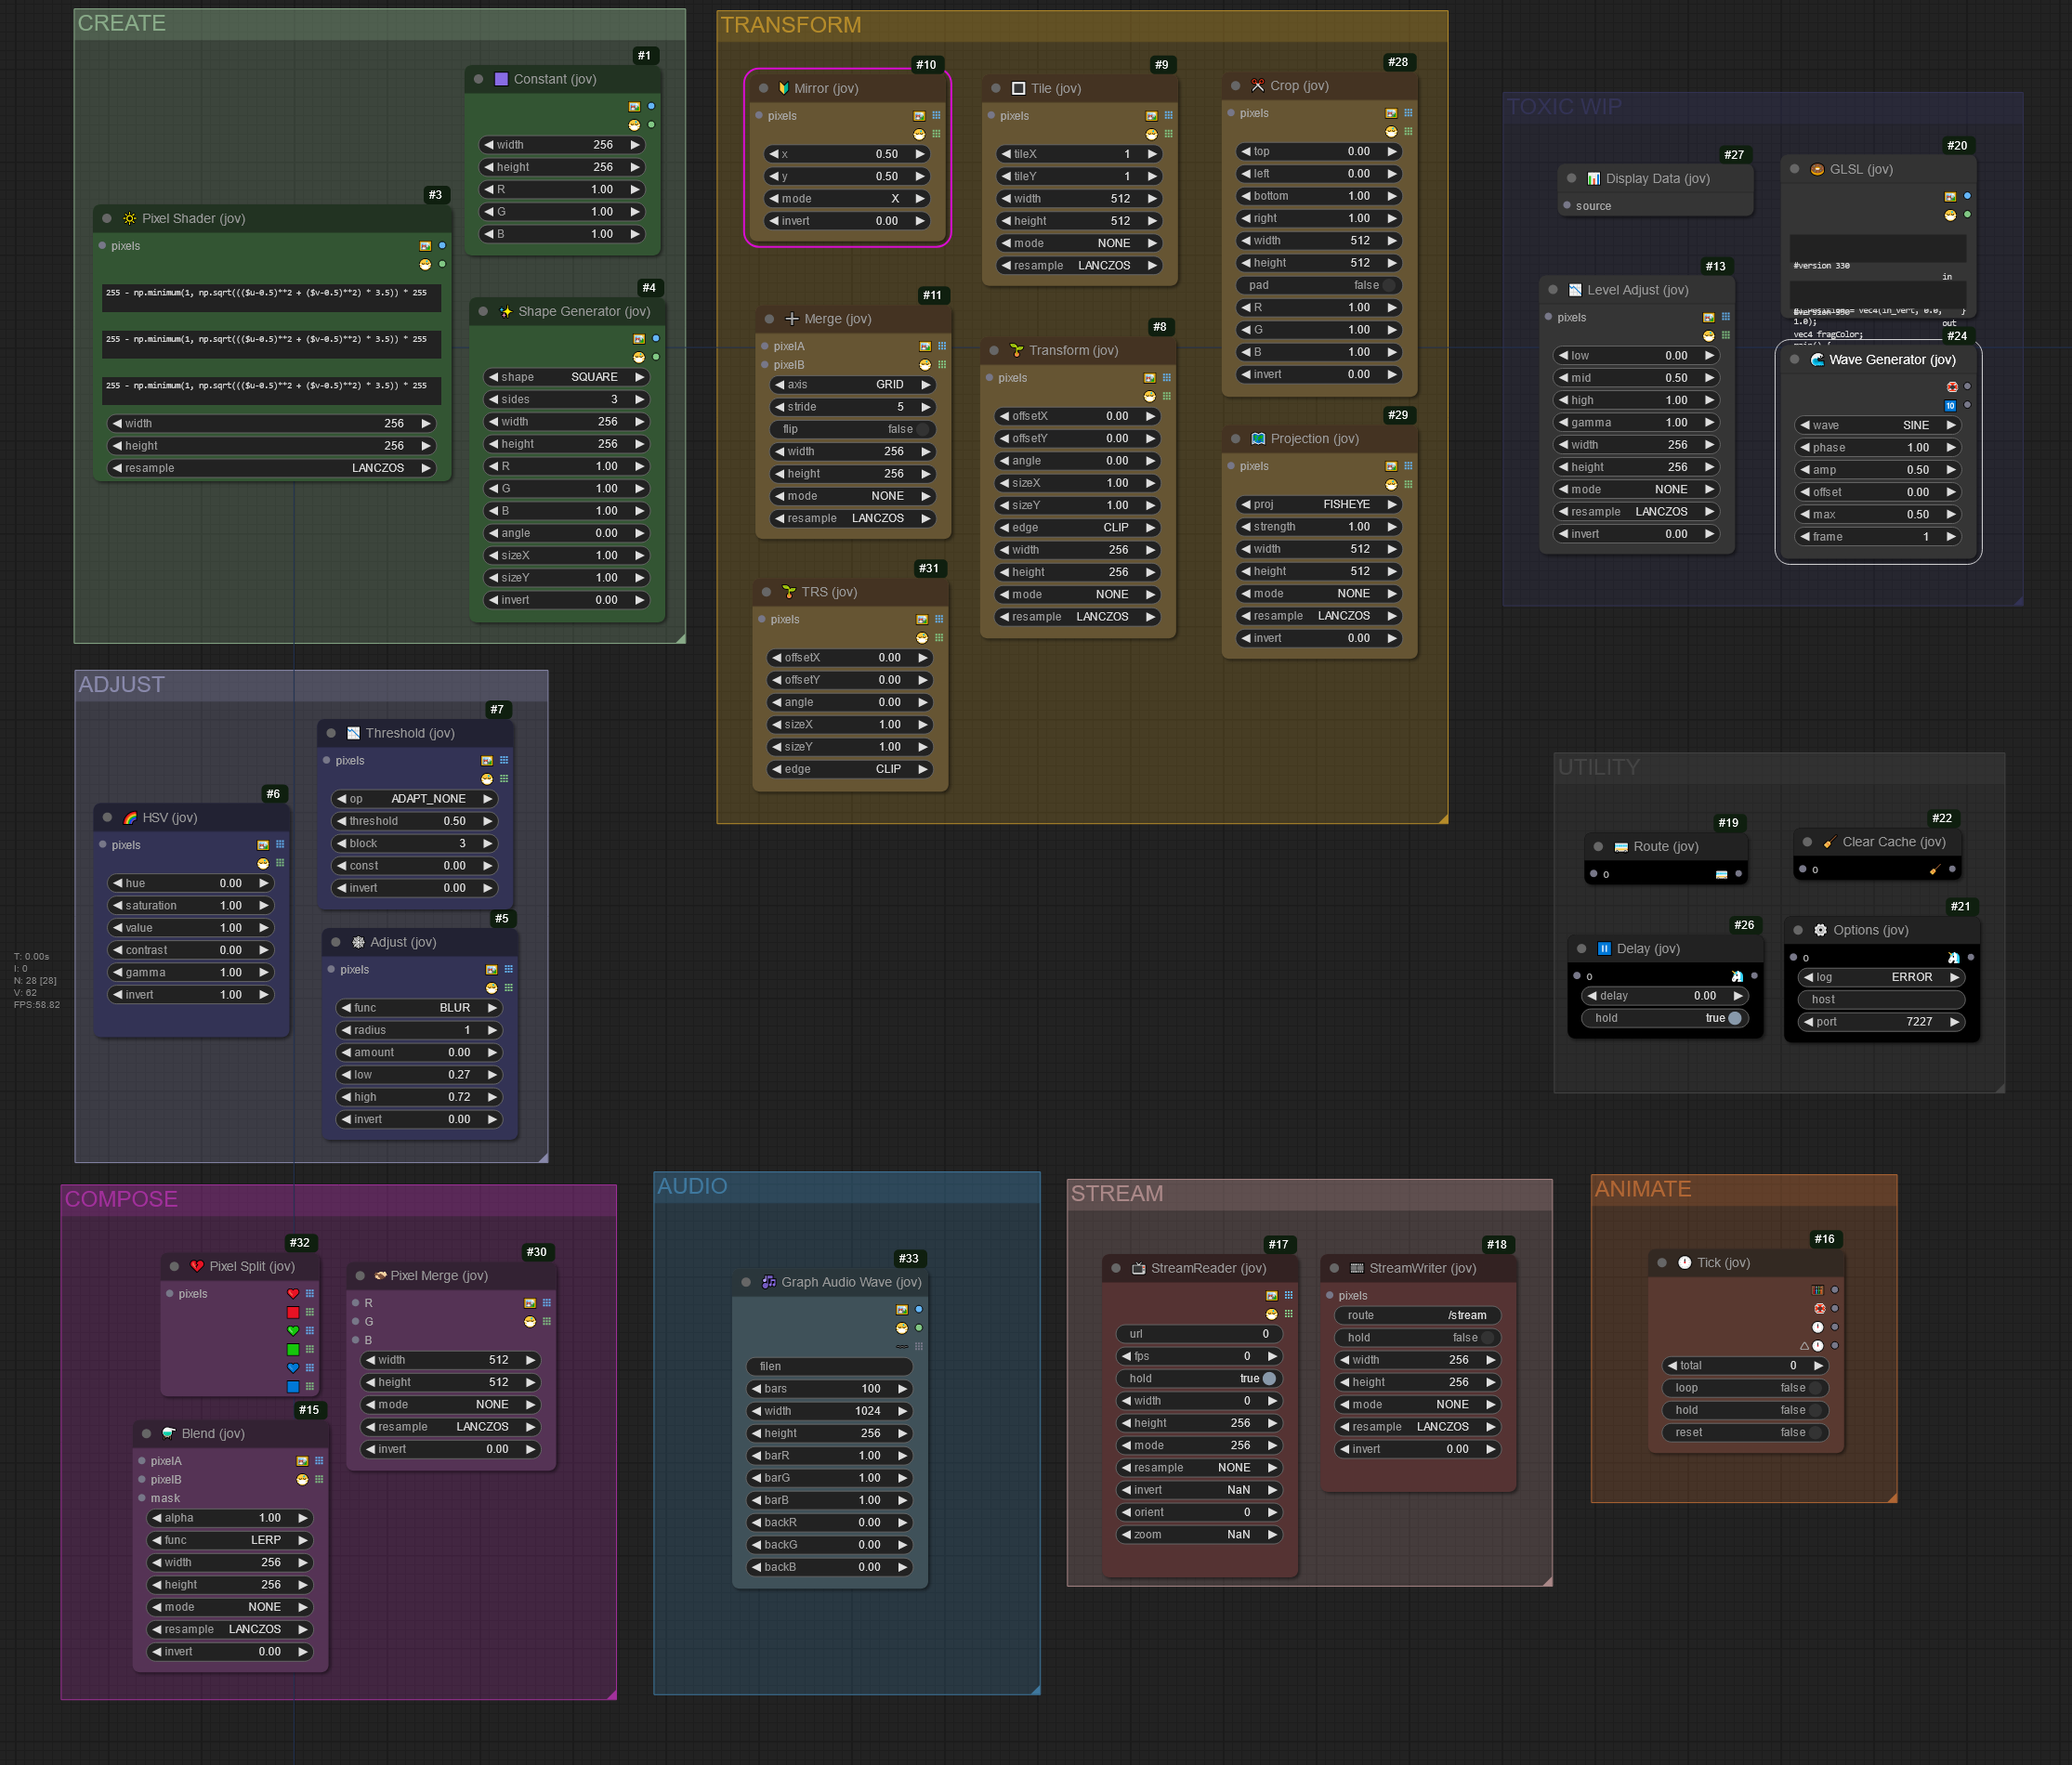 CREATE
#1
Constant (jov)
width 256
height 256
R 1.00
G 1.00
B 1.00
#3
Pixel Shader (jov)
pixels
255 - np.minimum(1, np.sqrt((($u-0.5)**2 + ($v-0.5)**2) * 3.5)) * 255
255 - np.minimum(1, np.sqrt((($u-0.5)**2 + ($v-0.5)**2) * 3.5)) * 255
255 - np.minimum(1, np.sqrt((($u-0.5)**2 + ($v-0.5)**2) * 3.5)) * 255
width 256
height 256
resample LANCZOS
#4
Shape Generator (jov)
shape SQUARE
sides 3
width 256
height 256
R 1.00
G 1.00
B 1.00
angle 0.00
sizeX 1.00
sizeY 1.00
invert 0.00
TRANSFORM
#10
Mirror (jov)
pixels
x 0.50
y 0.50
mode X
invert 0.00
#9
Tile (jov)
pixels
tileX 1
tileY 1
width 512
height 512
mode NONE
resample LANCZOS
#28
Crop (jov)
pixels
top 0.00
left 0.00
bottom 1.00
right 1.00
width 512
height 512
pad false
R 1.00
G 1.00
B 1.00
invert 0.00
#11
Merge (jov)
pixelA
pixelB
axis GRID
stride 5
flip false
width 256
height 256
mode NONE
resample LANCZOS
#8
Transform (jov)
pixels
offsetX 0.00
offsetY 0.00
angle 0.00
sizeX 1.00
sizeY 1.00
edge CLIP
width 256
height 256
mode NONE
resample LANCZOS
#29
Projection (jov)
pixels
proj FISHEYE
strength 1.00
width 512
height 512
mode NONE
resample LANCZOS
invert 0.00
#31
TRS (jov)
pixels
offsetX 0.00
offsetY 0.00
angle 0.00
sizeX 1.00
sizeY 1.00
edge CLIP
TOXIC WIP
#27
Display Data (jov)
source
#20
GLSL (jov)
#version 330
in
1.0);
out
vec4 fragColor;
#13
Level Adjust (jov)
pixels
low 0.00
mid 0.50
high 1.00
gamma 1.00
width 256
height 256
mode NONE
resample LANCZOS
invert 0.00
#24
Wave Generator (jov)
10
wave SINE
phase 1.00
amp 0.50
offset 0.00
max 0.50
frame 1
ADJUST
#7
Threshold (jov)
pixels
op ADAPT_NONE
threshold 0.50
block 3
const 0.00
invert 0.00
#6
HSV (jov)
pixels
hue 0.00
saturation 1.00
value 1.00
contrast 0.00
gamma 1.00
invert 1.00
#5
Adjust (jov)
pixels
func BLUR
radius 1
amount 0.00
low 0.27
high 0.72
invert 0.00
T: 0.00s
I: 0
N: 28 [28]
V: 62
FPS:58.82
UTILITY
#19
Route (jov)
o
#22
Clear Cache (jov)
o
#26
Delay (jov)
o
delay 0.00
hold true
#21
Options (jov)
o
log ERROR
host
port 7227
COMPOSE
#32
Pixel Split (jov)
pixels
#30
Pixel Merge (jov)
R
G
B
width 512
height 512
mode NONE
resample LANCZOS
invert 0.00
#15
Blend (jov)
pixelA
pixelB
mask
alpha 1.00
func LERP
width 256
height 256
mode NONE
resample LANCZOS
invert 0.00
AUDIO
#33
Graph Audio Wave (jov)
filen
bars 100
width 1024
height 256
barR 1.00
barG 1.00
barB 1.00
backR 0.00
backG 0.00
backB 0.00
STREAM
#17
StreamReader (jov)
url 0
fps 0
hold true
width 0
height 256
mode 256
resample NONE
invert NaN
orient 0
zoom NaN
#18
StreamWriter (jov)
pixels
route /stream
hold false
width 256
height 256
mode NONE
resample LANCZOS
invert 0.00
ANIMATE
#16
Tick (jov)
total 0
loop false
hold false
reset false